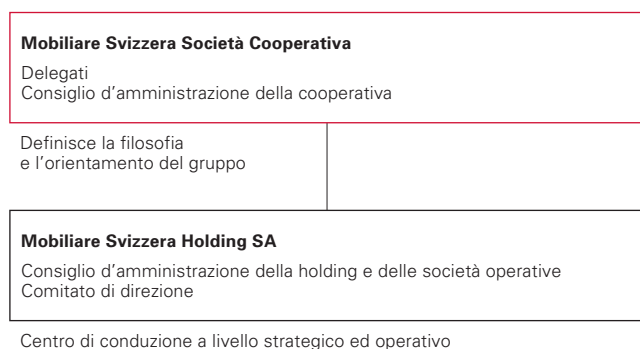 Mobiliare Svizzera Società Cooperativa
Delegati
Consiglio d'amministrazione della cooperativa
Definisce la filosofia
e l'orientamento del gruppo
Mobiliare Svizzera Holding SA
Consiglio d'amministrazione della holding e delle società operative
Comitato di direzione
Centro di conduzione a livello strategico ed operativo